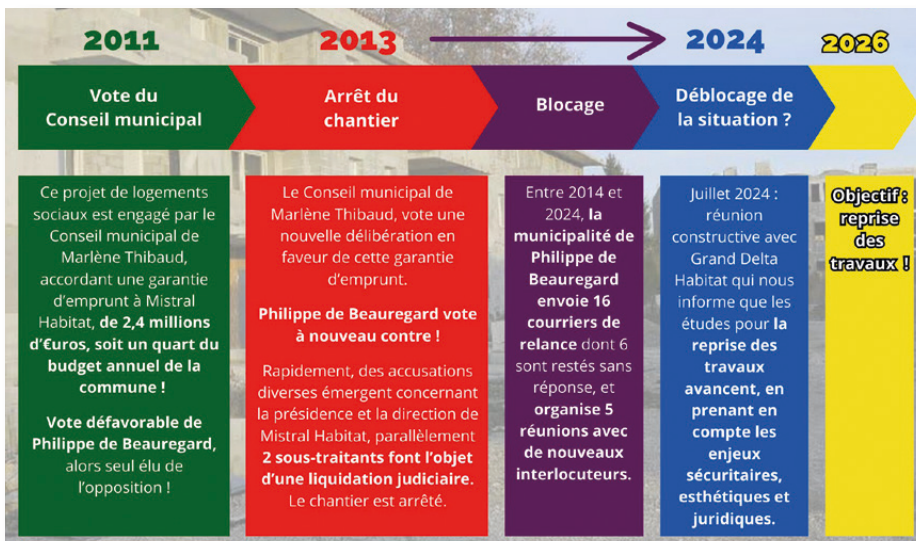 2011
2013
2024
2026
Vote du
Conseil municipal
Arrêt du
chantier
Blocage
Déblocage de
la situation ?
Ce projet de logements
sociaux est engagé par le
Conseil municipal de
Marlène Thibaud,
accordant une garantie
d'emprunt à Mistral
Habitat, de 2,4 millions
d'€uros, soit un quart du
budget annuel de la
commune !
Vote défavorable de
Philippe de Beauregard,
alors seul élu de
l'opposition !
Le Conseil municipal de
Marlène Thibaud, vote une
nouvelle délibération en
faveur de cette garantie
d'emprunt.
Philippe de Beauregard vote
à nouveau contre !
Rapidement, des accusations
diverses émergent concernant
la présidence et la direction de
Mistral Habitat, parallèlement
2 sous-traitants font l'objet
d'une liquidation judiciaire.
Le chantier est arrêté.
Entre 2014 et
2024, la
municipalité de
Philippe de
Beauregard
envoie 16
courriers de
relance dont 6
sont restés sans
réponse, et
organise 5
réunions avec
de nouveaux
interlocuteurs.
Juillet 2024 :
réunion
constructive avec
Grand Delta
Habitat qui nous
informe que les
études pour la
reprise des
travaux
avancent, en
prenant en
compte les
enjeux
sécuritaires,
esthétiques et
juridiques.
Objectif :
reprise
des
travaux !